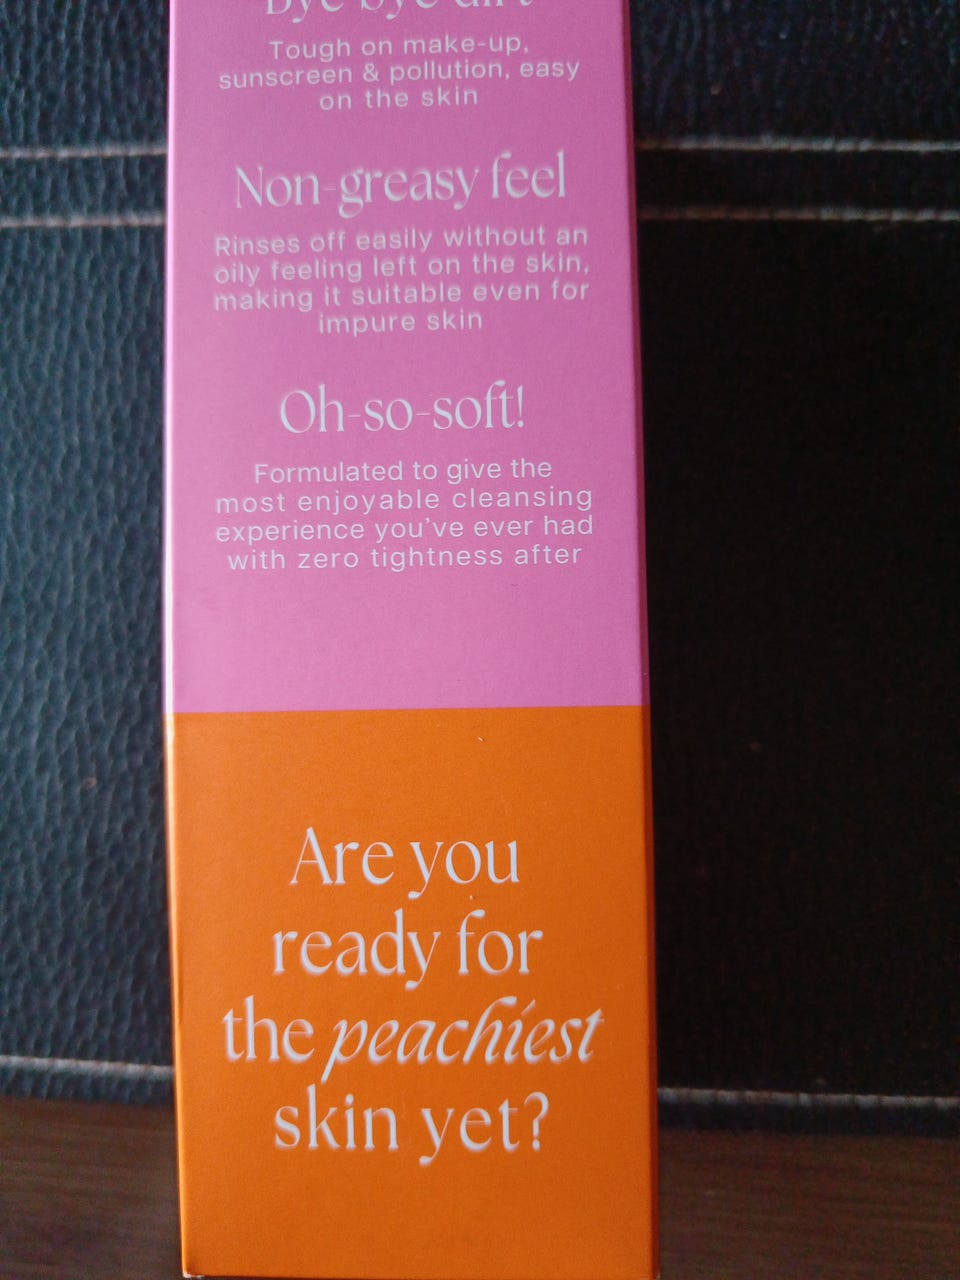 Bye bye dirt
Tough on make-up,
sunscreen & pollution, easy
on the skin
Non-greasy feel
Rinses off easily without an
oily feeling left on the skin,
making it suitable even for
impure skin
Oh-so-soft!
Formulated to give the
most enjoyable cleansing
experience you've ever had
with zero tightness after
Are you
ready for
the peachiest
skin yet?